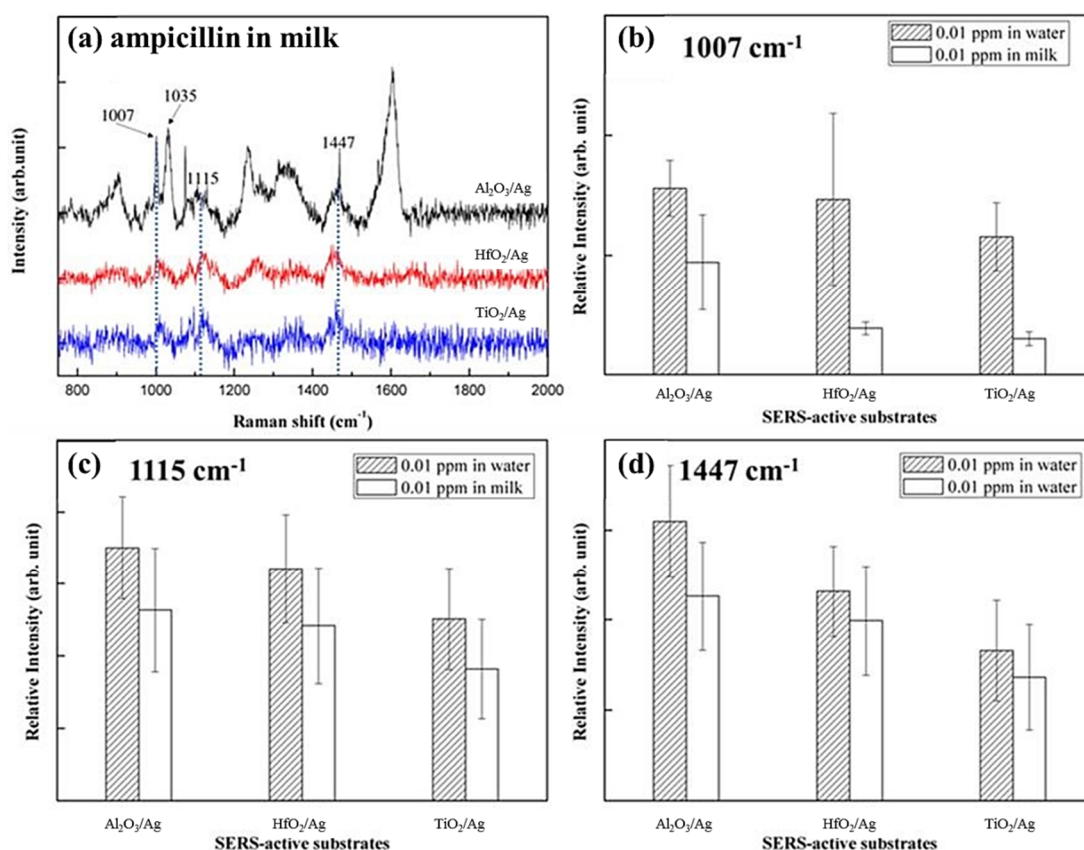 (a) ampicillin in milk
1007
1035
1115
1447
Al₂O₃/Ag
HfO₂/Ag
TiO₂/Ag
Intensity (arb.unit)
800 1000 1200 1400 1600 1800 2000
Raman shift (cm⁻¹)
(b) 1007 cm⁻¹
0.01 ppm in water
0.01 ppm in milk
Relative Intensity (arb. unit)
Al₂O₃/Ag HfO₂/Ag TiO₂/Ag
SERS-active substrates
(c) 1115 cm⁻¹
0.01 ppm in water
0.01 ppm in milk
Relative Intensity (arb. unit)
Al₂O₃/Ag HfO₂/Ag TiO₂/Ag
SERS-active substrates
(d) 1447 cm⁻¹
0.01 ppm in water
0.01 ppm in water
Relative Intensity (arb. unit)
Al₂O₃/Ag HfO₂/Ag TiO₂/Ag
SERS-active substrates